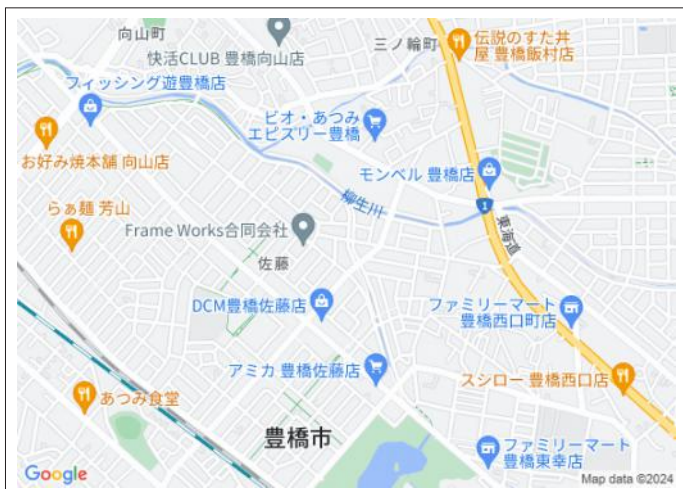 向山町
快活CLUB 豊橋向山店
三ノ輪町
伝説のすた丼
屋 豊橋飯村店
フィッシング遊豊橋店
ビオ・あつみ
エピスリー豊橋
お好み焼本舗 向山店
モンベル 豊橋店
らぁ麺 芳山
柳生川
1
東海道
Frame Works合同会社
佐藤
DCM豊橋佐藤店
ファミリーマート
豊橋西口町店
アミカ 豊橋佐藤店
スシロー 豊橋西口店
あつみ食堂
豊橋市
ファミリーマート
豊橋東幸店
Google
Map data ©2024